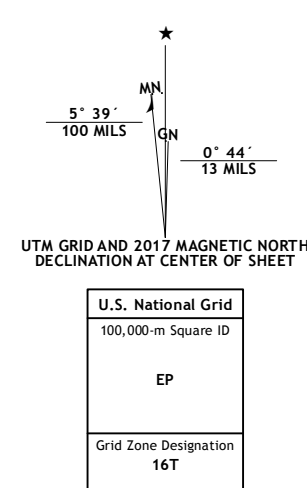 MN
5° 39´
100 MILS
GN
0° 44´
13 MILS
UTM GRID AND 2017 MAGNETIC NORTH
DECLINATION AT CENTER OF SHEET
U.S. National Grid
100,000-m Square ID
EP
Grid Zone Designation
16T